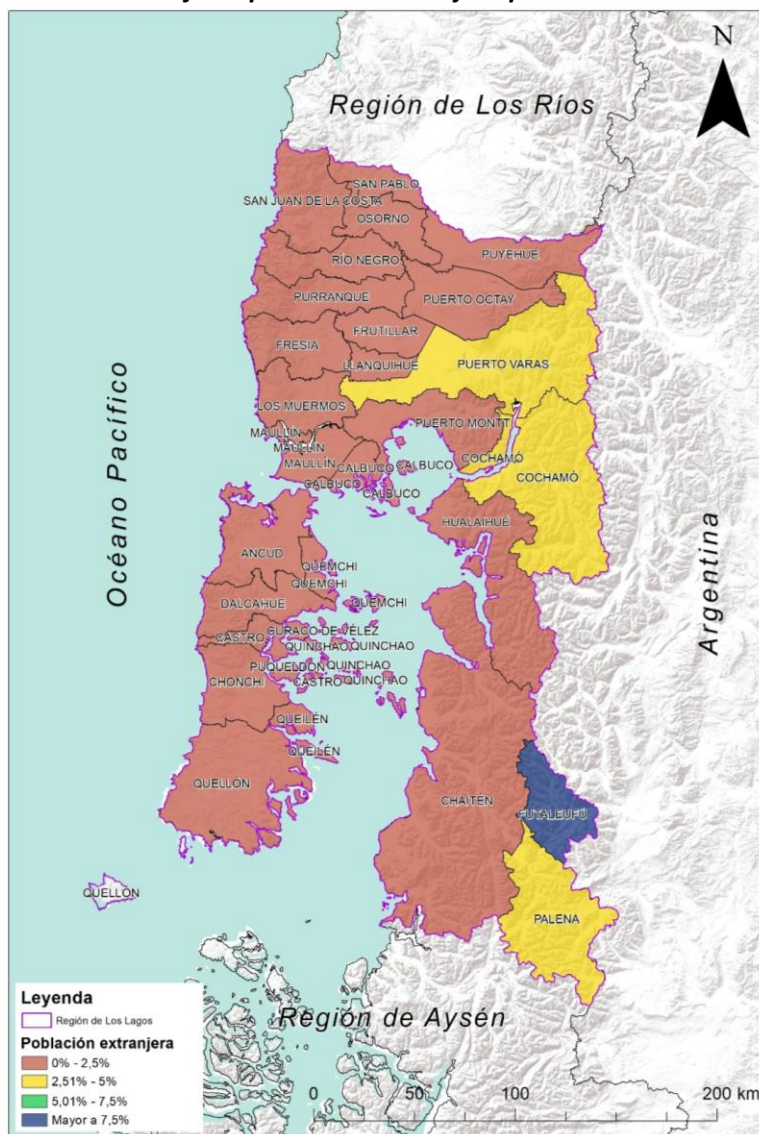 N
Región de Los Ríos
SAN PABLO
SAN JUAN DE LA COSTA
OSORNO
PUYEHUE
RÍO NEGRO
PURRANQUE
PUERTO OCTAY
FRUTILLAR
FRESIA
LLANQUIHUE
PUERTO VARAS
LOS MUERMOS
PUERTO MONTT
MAULLÍN
MAULLÍN
MAULLÍN
COCHAMÓ
CALBUCO
CALBUCO
COCHAMÓ
CALBUCO
CALBUCO
HUALAIHUÉ
Océano Pacífico
Argentina
ANCUD
QUEMCHI
QUEMCHI
QUEMCHI
DALCAHUE
CURACO DE VÉLEZ
CASTRO
QUINCHAO
QUINCHAO
PUQUELDÓN
QUINCHAO
CHONCHI
CASTRO
QUINCHAO
QUEILÉN
QUEILÉN
QUELLÓN
CHAITÉN
FUTALEUFÚ
QUELLÓN
PALENA
Región de Aysén
Leyenda
Región de Los Lagos
Población extranjera
0% - 2,5%
2,51% - 5%
5,01% - 7,5%
Mayor a 7,5%
0 50 100 200 km